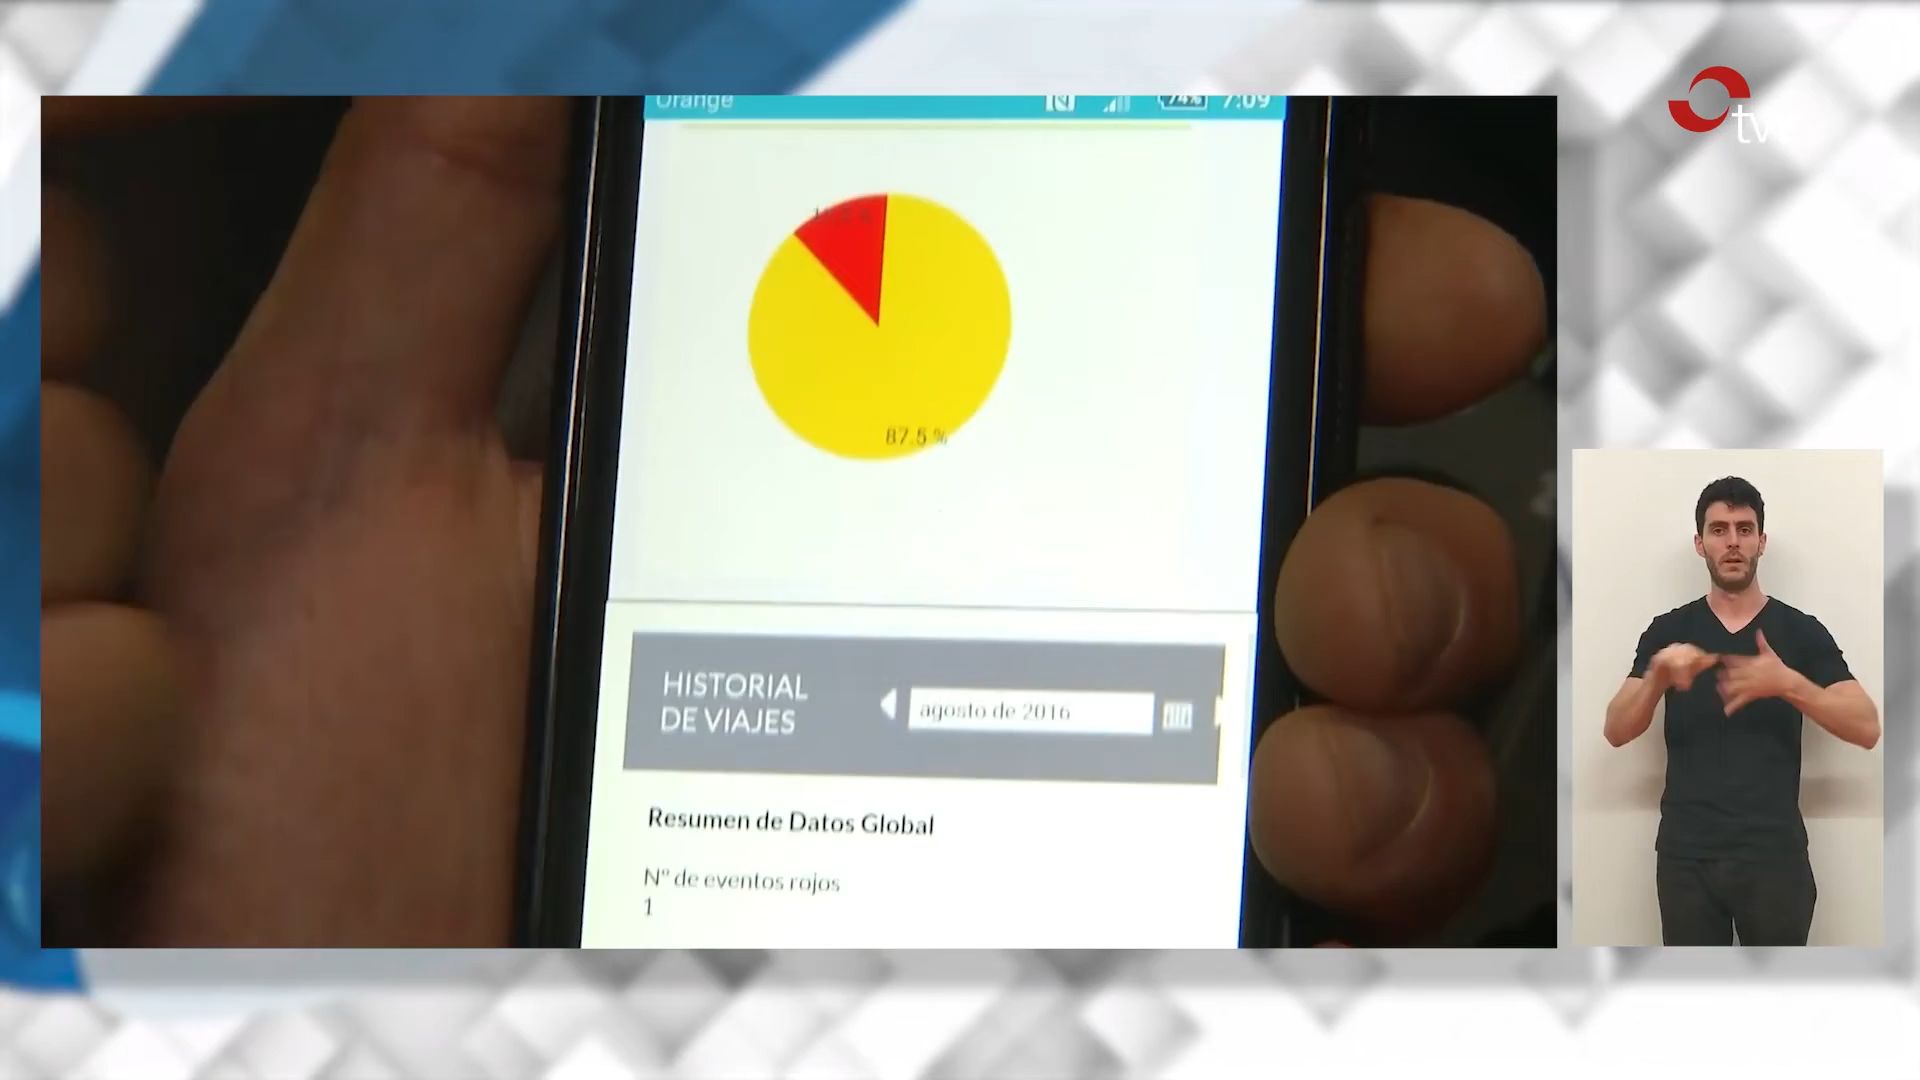 Orange 74% 7:09
87.5 %
HISTORIAL
DE VIAJES
agosto de 2016
Resumen de Datos Global
Nº de eventos rojos
1